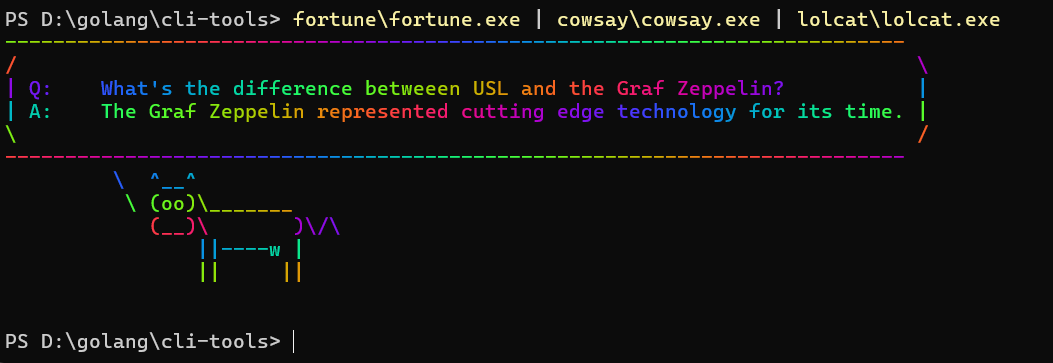 PS D:\golang\cli-tools> fortune\fortune.exe | cowsay\cowsay.exe | lolcat\lolcat.exe
Q: What's the difference betweeen USL and the Graf Zeppelin?
A: The Graf Zeppelin represented cutting edge technology for its time.
\ ^__^
\ (oo)\_______
(__)\ )\/\
||----w |
|| ||
PS D:\golang\cli-tools>